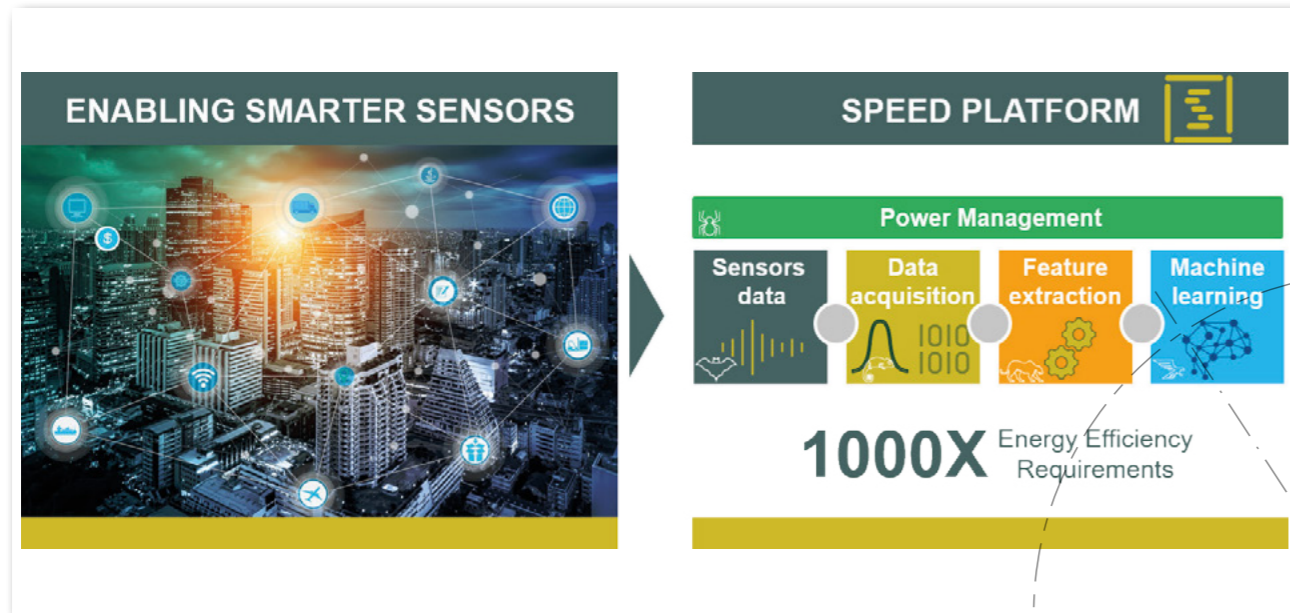 ENABLING SMARTER SENSORS
SPEED PLATFORM
Power Management
Sensors
data
Data
acquisition
1010
1010
Feature
extraction
Machine
learning
1000X
Energy Efficiency
Requirements
$